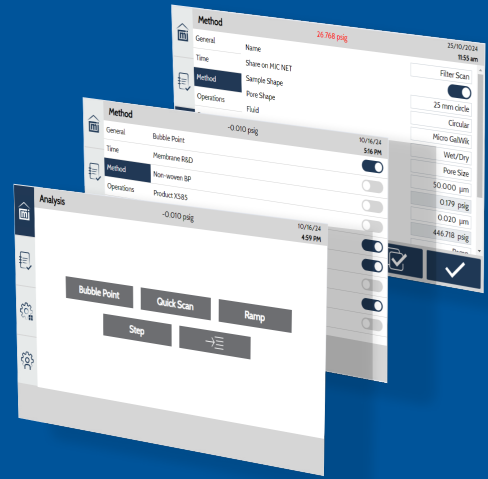 Method
26.768 psig
25/10/2024
11:55 am
General
Name
Filter Scan
Time
Share on MIC NET
Method
Sample Shape
25 mm circle
Operations
Pore Shape
Circular
Fluid
Micro GalWik
Wet/Dry
Pore Size
50.000 µm
0.179 psig
0.020 µm
446.718 psig
Method
-0.010 psig
10/16/24
5:16 PM
General
Bubble Point
Time
Membrane R&D
Method
Non-woven BP
Operations
Product X585
Analysis
-0.010 psig
10/16/24
4:59 PM
Bubble Point
Quick Scan
Ramp
Step